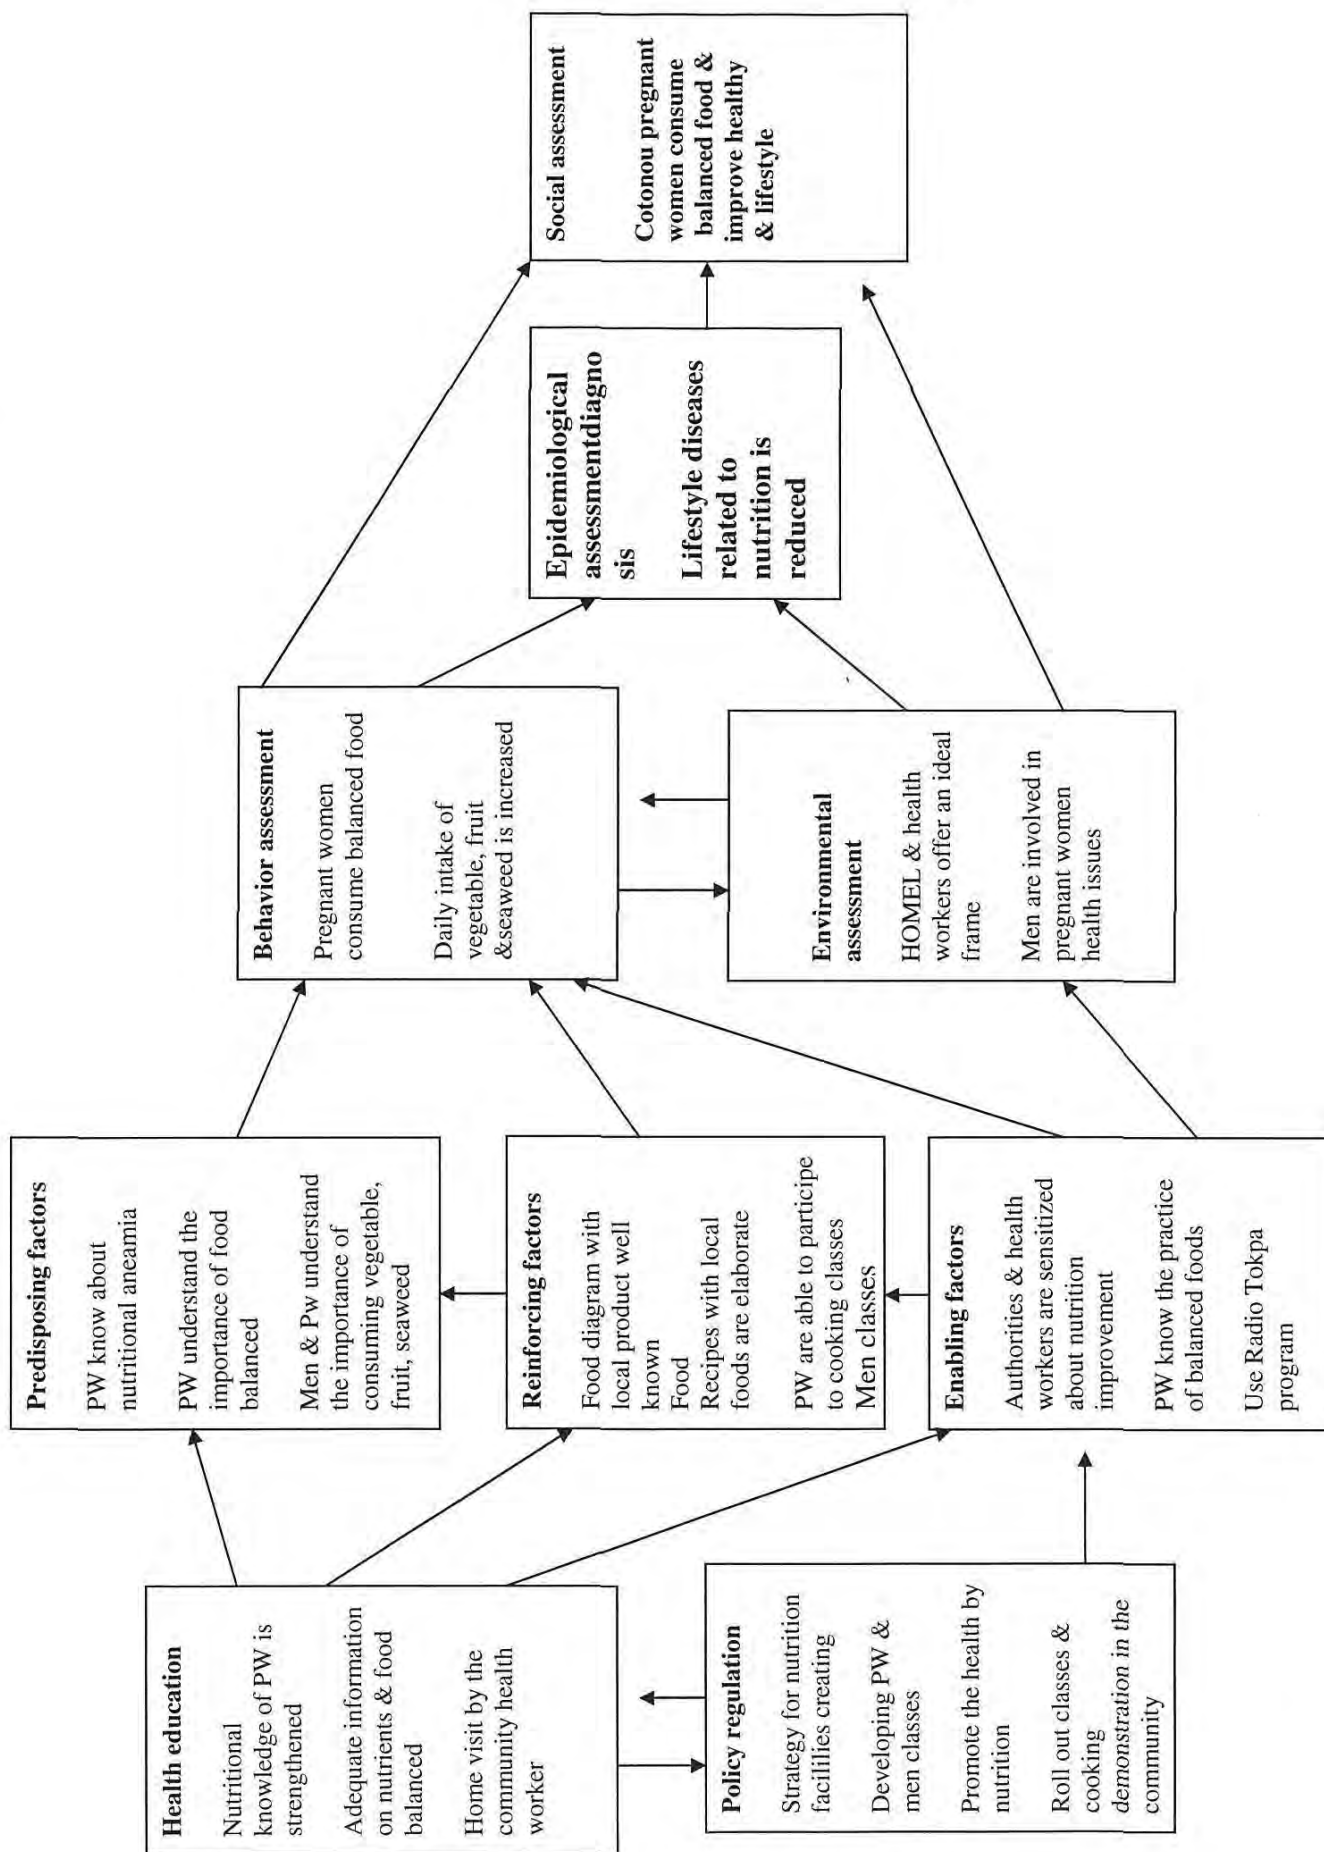 Health education
Nutritional
knowledge of PW is
strengthened
Adequate information
on nutrients & food
balanced
Home visit by the
community health
worker
Policy regulation
Strategy for nutrition
facililies creating
Developing PW &
men classes
Promote the health by
nutrition
Roll out classes &
cooking
demonstration in the
community
Predisposing factors
PW know about
nutritional aneamia
PW understand the
importance of food
balanced
Men & Pw understand
the importance of
consuming vegetable,
fruit, seaweed
Reinforcing factors
Food diagram with
local product well
known
Food
Recipes with local
foods are elaborate
PW are able to participe
to cooking classes
Men classes
Enabling factors
Authorities & health
workers are sensitized
about nutrition
improvement
PW know the practice
of balanced foods
Use Radio Tokpa
program
Behavior assessment
Pregnant women
consume balanced food
Daily intake of
vegetable, fruit
&seaweed is increased
Environmental
assessment
HOMEL & health
workers offer an ideal
frame
Men are involved in
pregnant women
health issues
Epidemiological
assessmentdiagno
sis
Lifestyle diseases
related to
nutrition is
reduced
Social assessment
Cotonou pregnant
women consume
balanced food &
improve healthy
& lifestyle